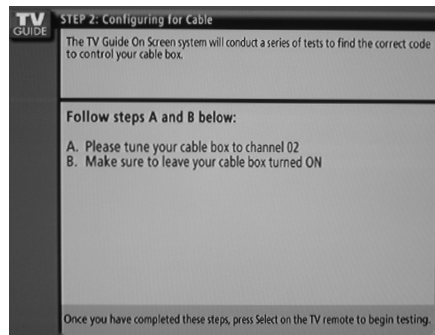 TV
GUIDE
STEP 2: Configuring for Cable
The TV Guide On Screen system will conduct a series of tests to find the correct code
to control your cable box.
Follow steps A and B below:
A. Please tune your cable box to channel 02
B. Make sure to leave your cable box turned ON
Once you have completed these steps, press Select on the TV remote to begin testing.